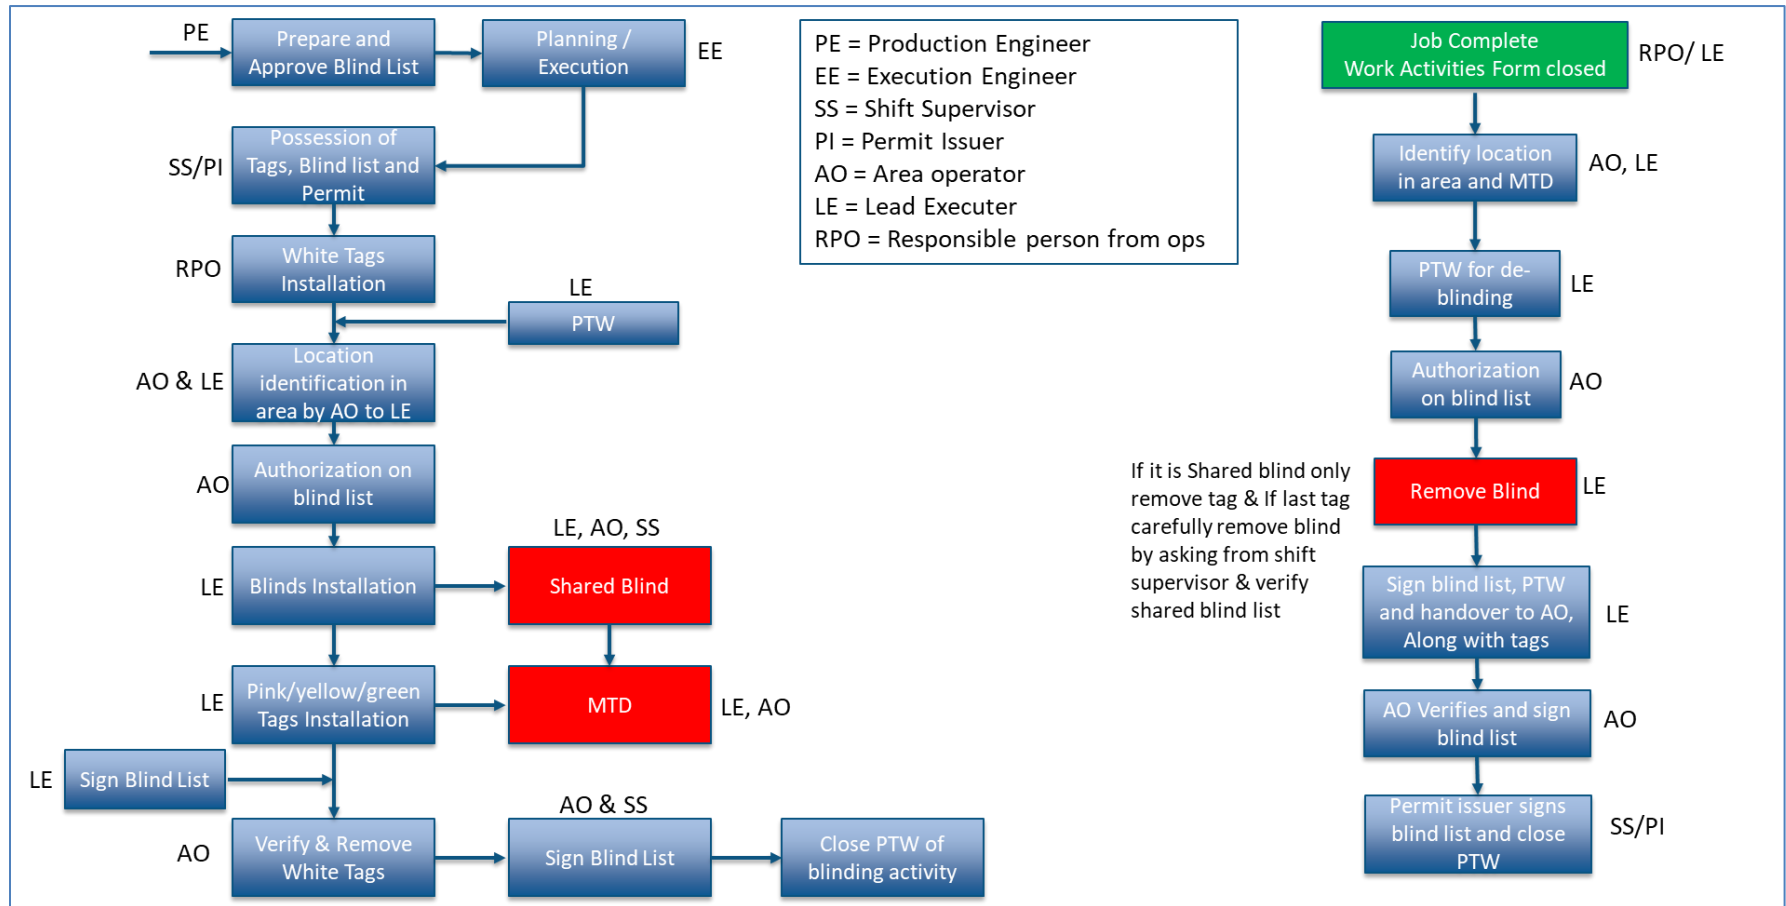 PE
Prepare and
Approve Blind List
Planning /
Execution
EE
Possession of
Tags, Blind list and
Permit
SS/PI
White Tags
Installation
RPO
LE
PTW
Location
identification in
area by AO to LE
AO & LE
Authorization on
blind list
AO
Blinds Installation
LE
LE, AO, SS
Shared Blind
Pink/yellow/green
Tags Installation
LE
MTD
LE, AO
LE
Sign Blind List
Verify & Remove
White Tags
AO
AO & SS
Sign Blind List
Close PTW of
blinding activity
PE = Production Engineer
EE = Execution Engineer
SS = Shift Supervisor
PI = Permit Issuer
AO = Area operator
LE = Lead Executer
RPO = Responsible person from ops
Job Complete
Work Activities Form closed
RPO/ LE
Identify location
in area and MTD
AO, LE
PTW for de-
blinding
LE
Authorization
on blind list
AO
If it is Shared blind only
remove tag & If last tag
carefully remove blind
by asking from shift
supervisor & verify
shared blind list
Remove Blind
LE
Sign blind list, PTW
and handover to AO,
Along with tags
LE
AO Verifies and sign
blind list
AO
Permit issuer signs
blind list and close
PTW
SS/PI